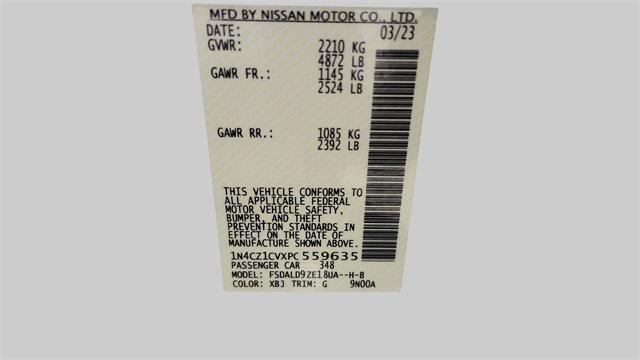 MFD BY NISSAN MOTOR CO., LTD.
DATE: 03/23
GVWR: 2210 KG
4872 LB
GAWR FR.: 1145 KG
2524 LB
GAWR RR.: 1085 KG
2392 LB
THIS VEHICLE CONFORMS TO
ALL APPLICABLE FEDERAL
MOTOR VEHICLE SAFETY,
BUMPER, AND THEFT
PREVENTION STANDARDS IN
EFFECT ON THE DATE OF
MANUFACTURE SHOWN ABOVE.
1N4CZ1CVXPC559635
PASSENGER CAR 348
MODEL: FSDALD9ZE18UA--H-B
COLOR: XBJ TRIM: G 9N00A